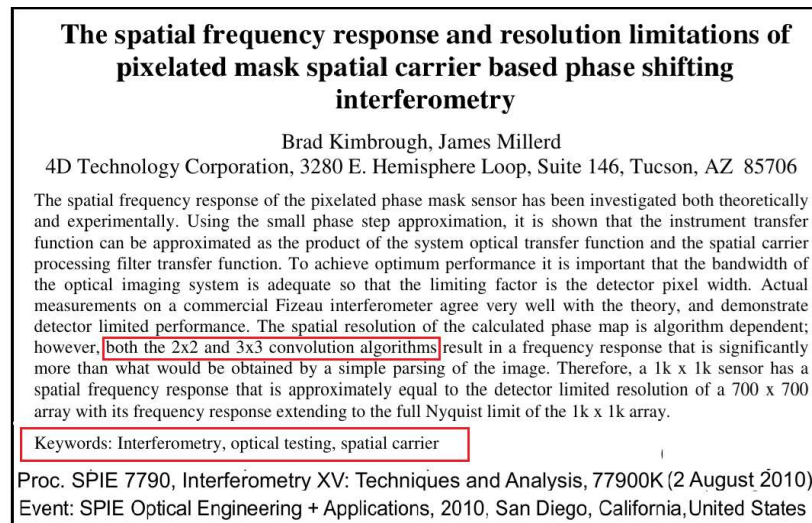 The spatial frequency response and resolution limitations of
pixelated mask spatial carrier based phase shifting
interferometry
Brad Kimbrough, James Millerd
4D Technology Corporation, 3280 E. Hemisphere Loop, Suite 146, Tucson, AZ 85706
The spatial frequency response of the pixelated phase mask sensor has been investigated both theoretically
and experimentally. Using the small phase step approximation, it is shown that the instrument transfer
function can be approximated as the product of the system optical transfer function and the spatial carrier
processing filter transfer function. To achieve optimum performance it is important that the bandwidth of
the optical imaging system is adequate so that the limiting factor is the detector pixel width. Actual
measurements on a commercial Fizeau interferometer agree very well with the theory, and demonstrate
detector limited performance. The spatial resolution of the calculated phase map is algorithm dependent;
however, both the 2x2 and 3x3 convolution algorithms result in a frequency response that is significantly
more than what would be obtained by a simple parsing of the image. Therefore, a 1k x 1k sensor has a
spatial frequency response that is approximately equal to the detector limited resolution of a 700 x 700
array with its frequency response extending to the full Nyquist limit of the 1k x 1k array.
Keywords: Interferometry, optical testing, spatial carrier
Proc. SPIE 7790, Interferometry XV: Techniques and Analysis, 77900K (2 August 2010)
Event: SPIE Optical Engineering + Applications, 2010, San Diego, California,United States